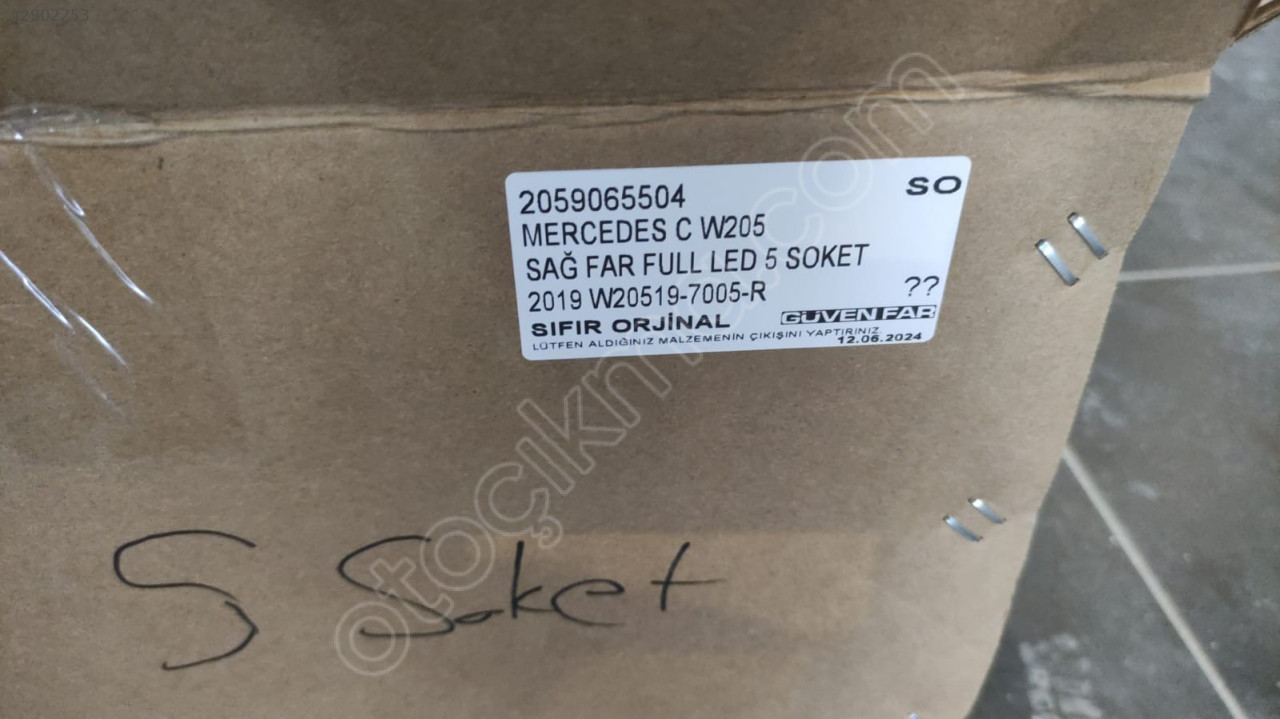 32902253
2059065504
SO
MERCEDES C W205
SAĞ FAR FULL LED 5 SOKET
2019 W20519-7005-R
??
SIFIR ORJİNAL
GÜVEN FAR
LÜTFEN ALDIĞINIZ MALZEMENİN ÇIKIŞINI YAPTIRINIZ.
12.06.2024
5 Soket
otoçıkma.com